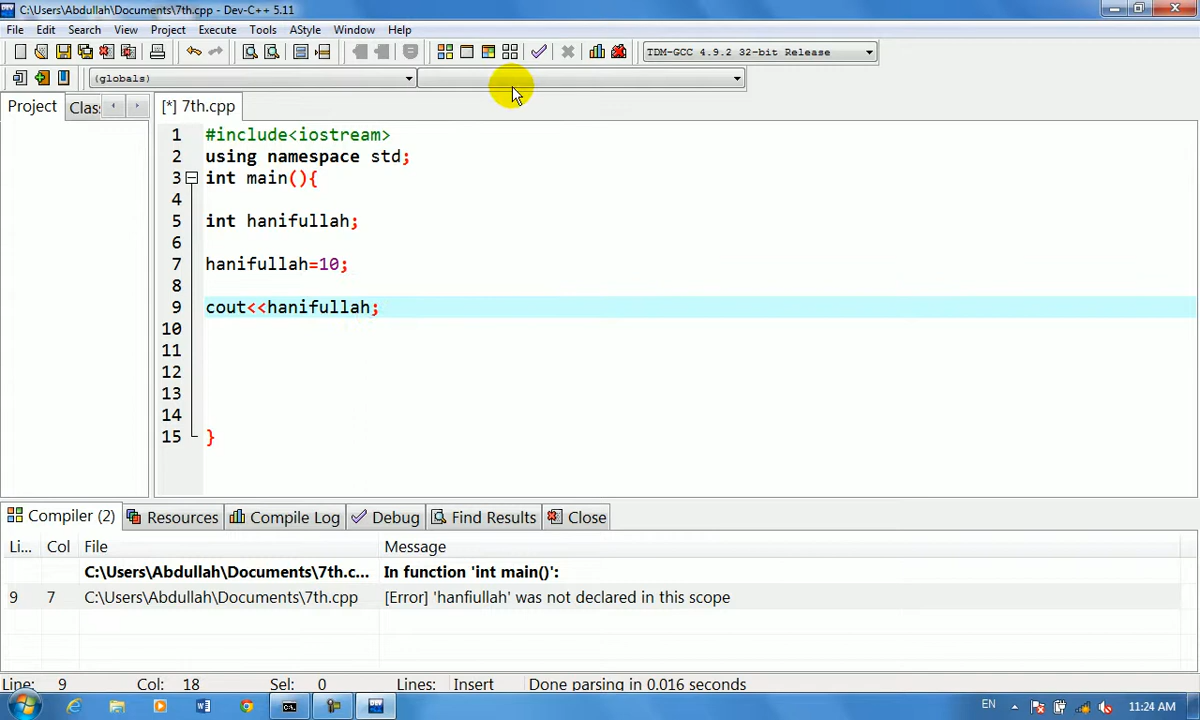 C:\Users\Abdullah\Documents\7th.cpp - Dev-C++ 5.11
File Edit Search View Project Execute Tools AStyle Window Help
TDM-GCC 4.9.2 32-bit Release
(globals)
Project Clas [*] 7th.cpp
1 #include<iostream>
2 using namespace std;
3 int main(){
4
5 int hanifullah;
6
7 hanifullah=10;
8
9 cout<<hanifullah;
10
11
12
13
14
15 }
Compiler (2) Resources Compile Log Debug Find Results Close
Li... Col File Message
C:\Users\Abdullah\Documents\7th.c... In function 'int main()':
9 7 C:\Users\Abdullah\Documents\7th.cpp [Error] 'hanfiullah' was not declared in this scope
Line: 9 Col: 18 Sel: 0 Lines: Insert Done parsing in 0.016 seconds
EN 11:24 AM